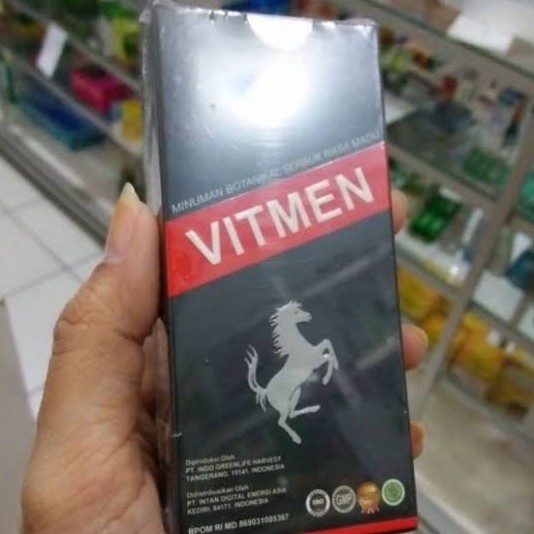 MINUMAN BOTANIKAL SERBUK RASA MADU
VITMEN
Diproduksi Oleh
PT. INDO GREENLIFE HARVEST
TANGERANG, 15141, INDONESIA
Didistribusikan Oleh
PT. INTAN DIGITAL ENERGI ASIA
KEDIRI, 64171, INDONESIA
ISO
GMP
BPOM RI MD 869031085367